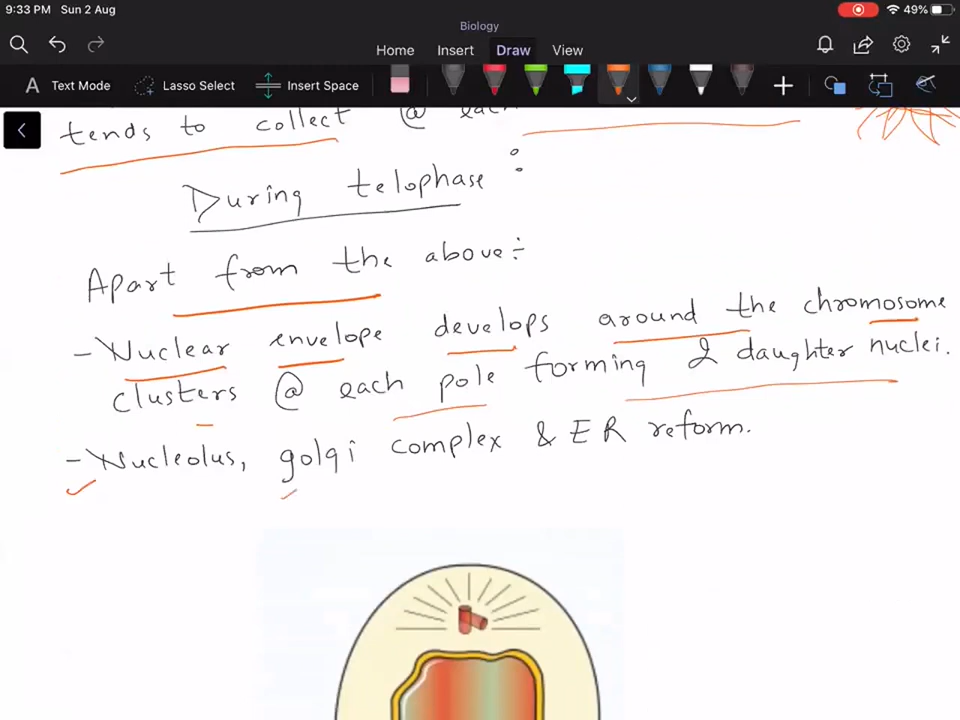 9:33 PM Sun 2 Aug 49%
Biology
Home Insert Draw View
A Text Mode Lasso Select Insert Space
tends to collect @ each
During telophase :
Apart from the above ÷
- Nuclear envelope develops around the chromosome
clusters @ each pole forming 2 daughter nuclei.
- Nucleolus, golgi complex & ER reform.